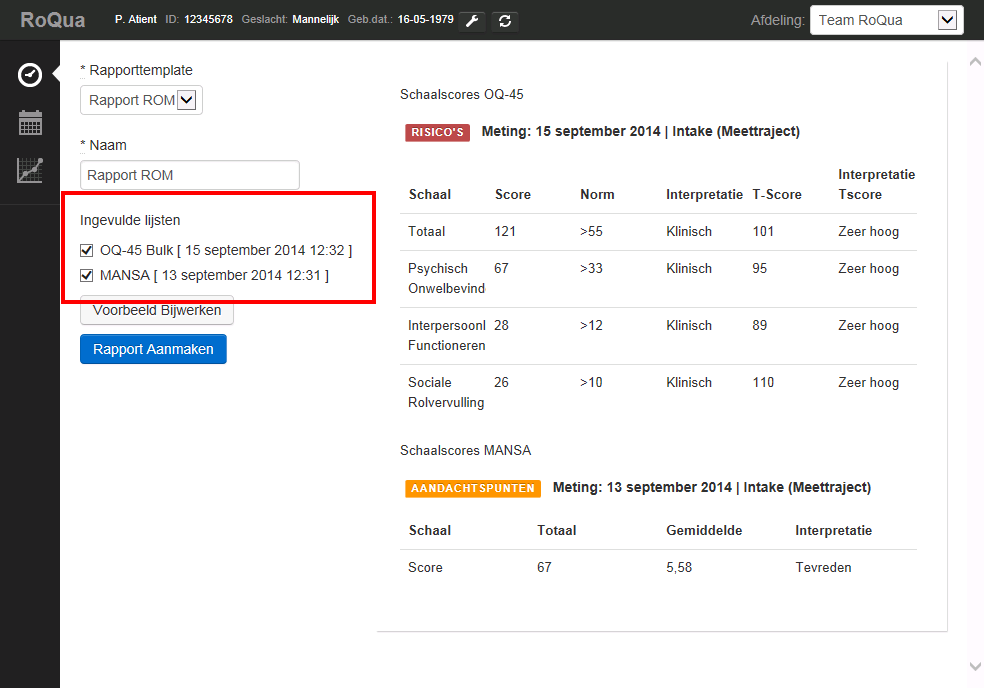 RoQua P. Atient ID: 12345678 Geslacht: Mannelijk Geb.dat.: 16-05-1979 Afdeling: Team RoQua
* Rapporttemplate
Rapport ROM
* Naam
Rapport ROM
Ingevulde lijsten
OQ-45 Bulk [ 15 september 2014 12:32 ]
MANSA [ 13 september 2014 12:31 ]
Voorbeeld Bijwerken
Rapport Aanmaken
Schaalscores OQ-45
RISICO'S Meting: 15 september 2014 | Intake (Meettraject)
Schaal Score Norm Interpretatie T-Score Interpretatie Tscore
Totaal 121 >55 Klinisch 101 Zeer hoog
Psychisch 67 >33 Klinisch 95 Zeer hoog
Onwelbevind
Interpersoonl 28 >12 Klinisch 89 Zeer hoog
Functioneren
Sociale 26 >10 Klinisch 110 Zeer hoog
Rolvervulling
Schaalscores MANSA
AANDACHTSPUNTEN Meting: 13 september 2014 | Intake (Meettraject)
Schaal Totaal Gemiddelde Interpretatie
Score 67 5,58 Tevreden